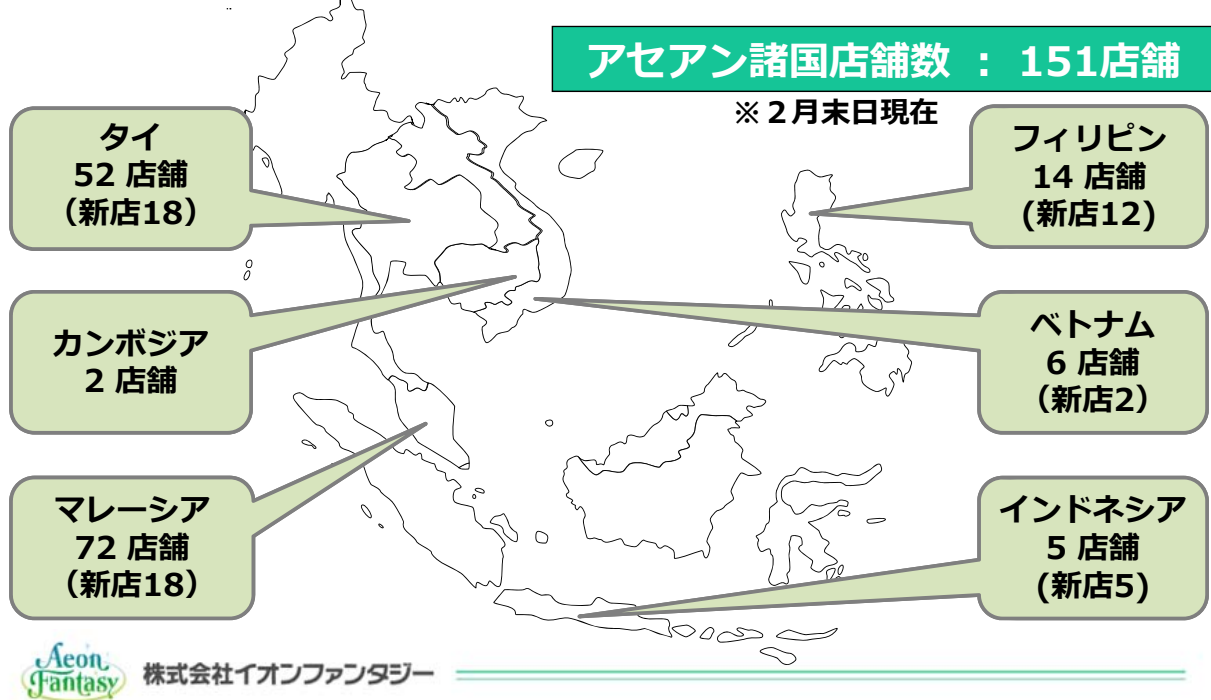 アセアン諸国店舗数 : 151店舗
※２月末日現在
タイ
52 店舗
（新店18）
カンボジア
2 店舗
マレーシア
72 店舗
（新店18）
フィリピン
14 店舗
(新店12)
ベトナム
6 店舗
（新店2）
インドネシア
5 店舗
(新店5)
Aeon
Fantasy
株式会社イオンファンタジー